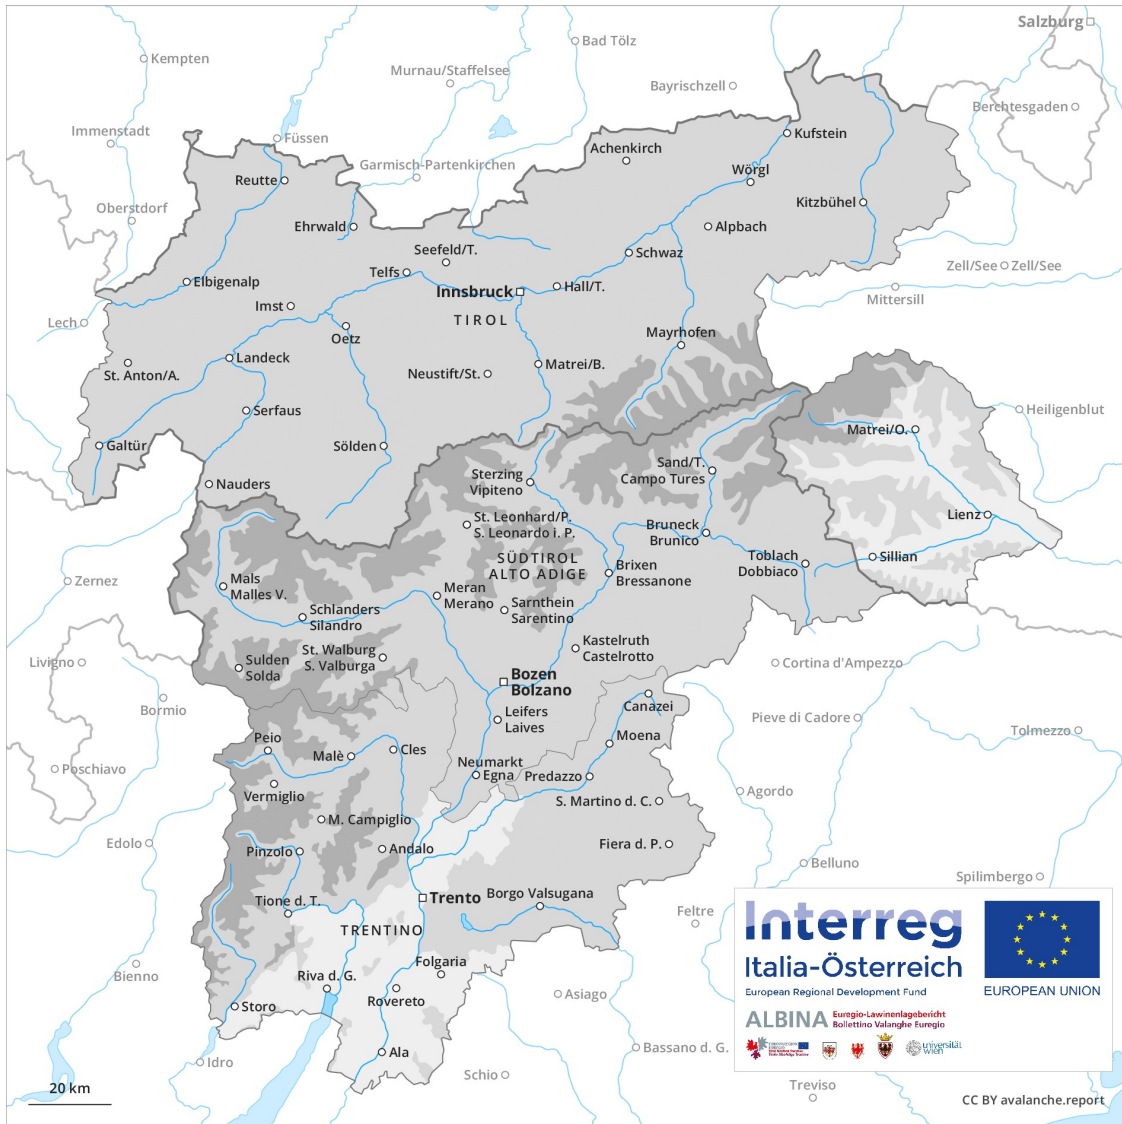 Salzburg
Bad Tölz
Kempten
Murnau/Staffelsee
Bayrischzell
Berchtesgaden
Immenstadt
Füssen
Kufstein
Achenkirch
Garmisch-Partenkirchen
Wörgl
Reutte
Kitzbühel
Oberstdorf
Ehrwald
Alpbach
Seefeld/T.
Schwaz
Telfs
Zell/See
Zell/See
Elbigenalp
Innsbruck
Hall/T.
Mittersill
Imst
TIROL
Lech
Oetz
Mayrhofen
Landeck
Matrei/B.
St. Anton/A.
Neustift/St.
Serfaus
Heiligenblut
Matrei/O.
Galtür
Sölden
Sand/T.
Campo Tures
Sterzing
Vipiteno
Nauders
St. Leonhard/P.
S. Leonardo i. P.
Lienz
Bruneck
Brunico
SÜDTIROL
ALTO ADIGE
Toblach
Dobbiaco
Sillian
Brixen
Bressanone
Zernez
Mals
Malles V.
Meran
Merano
Sarnthein
Sarentino
Schlanders
Silandro
Kastelruth
Castelrotto
St. Walburg
S. Valburga
Livigno
Sulden
Solda
Cortina d'Ampezzo
Bozen
Bolzano
Bormio
Canazei
Leifers
Laives
Pieve di Cadore
Tolmezzo
Peio
Moena
Malè
Cles
Neumarkt
Egna
Predazzo
Poschiavo
Vermiglio
Agordo
S. Martino d. C.
M. Campiglio
Edolo
Pinzolo
Andalo
Fiera d. P.
Belluno
Spilimbergo
Tione d. T.
Trento
Borgo Valsugana
Feltre
TRENTINO
Interreg
Italia-Österreich
European Regional Development Fund
EUROPEAN UNION
Bienno
Riva d. G.
Folgaria
Storo
Rovereto
Asiago
ALBINA
Euregio-Lawinenlagebericht
Bollettino Valanghe Euregio
universität
wien
Ala
Idro
Bassano d. G.
Schio
Treviso
20 km
CC BY avalanche.report